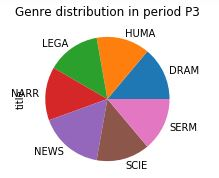 Genre distribution in period P3
HUMA
LEGA
DRAM
NARR
title
NEWS
SERM
SCIE